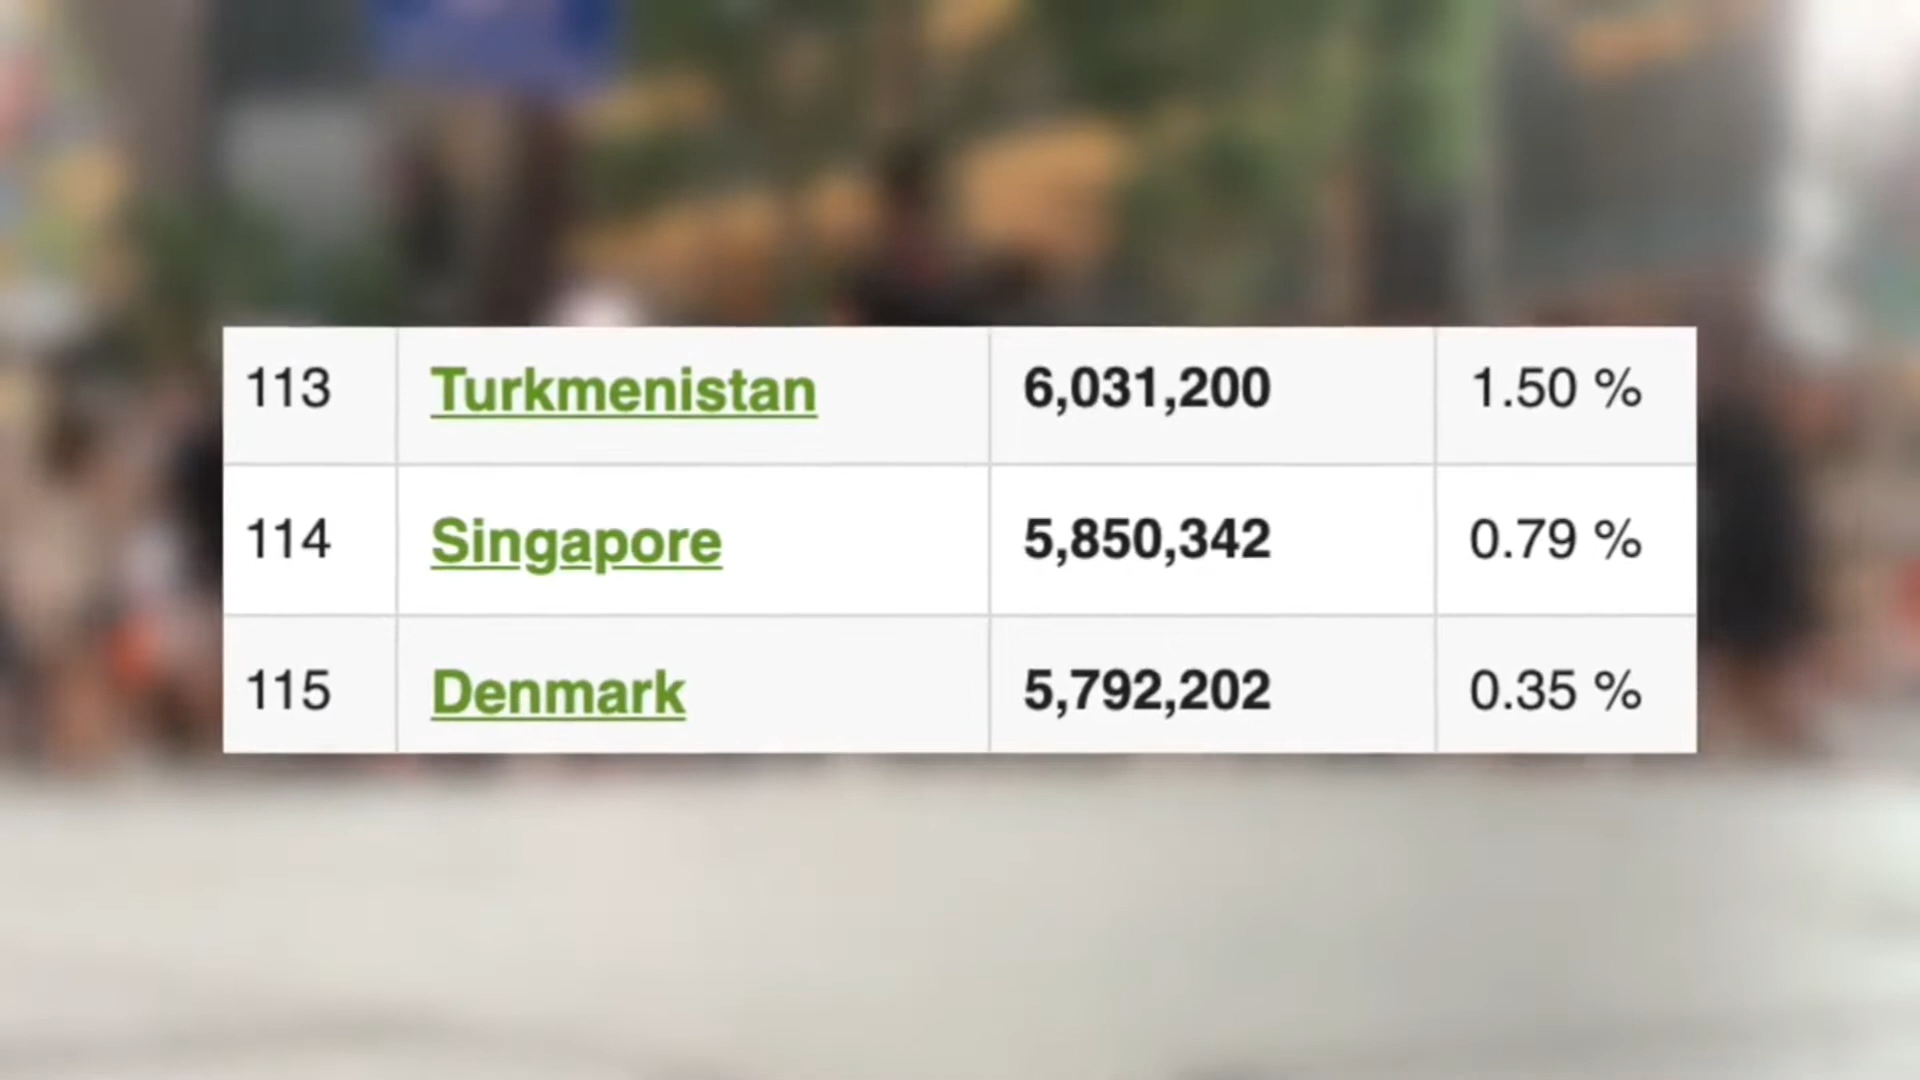 113 Turkmenistan 6,031,200 1.50 %
114 Singapore 5,850,342 0.79 %
115 Denmark 5,792,202 0.35 %